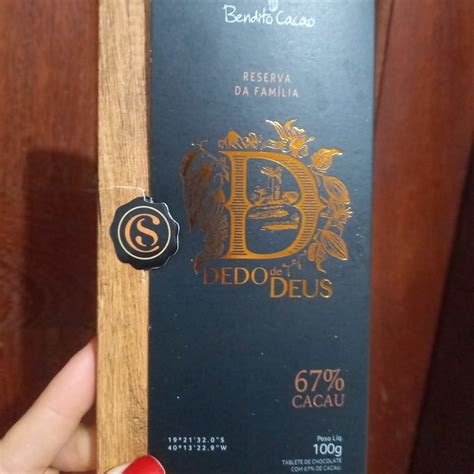 Bendito Cacao
RESERVA
DA FAMÍLIA
D
DEDO de DEUS
CS
67%
CACAU
19°21'32.0"S
40°13'22.9"W
Peso Líq.
100g
TABLETE DE CHOCOLATE
COM 67% DE CACAU